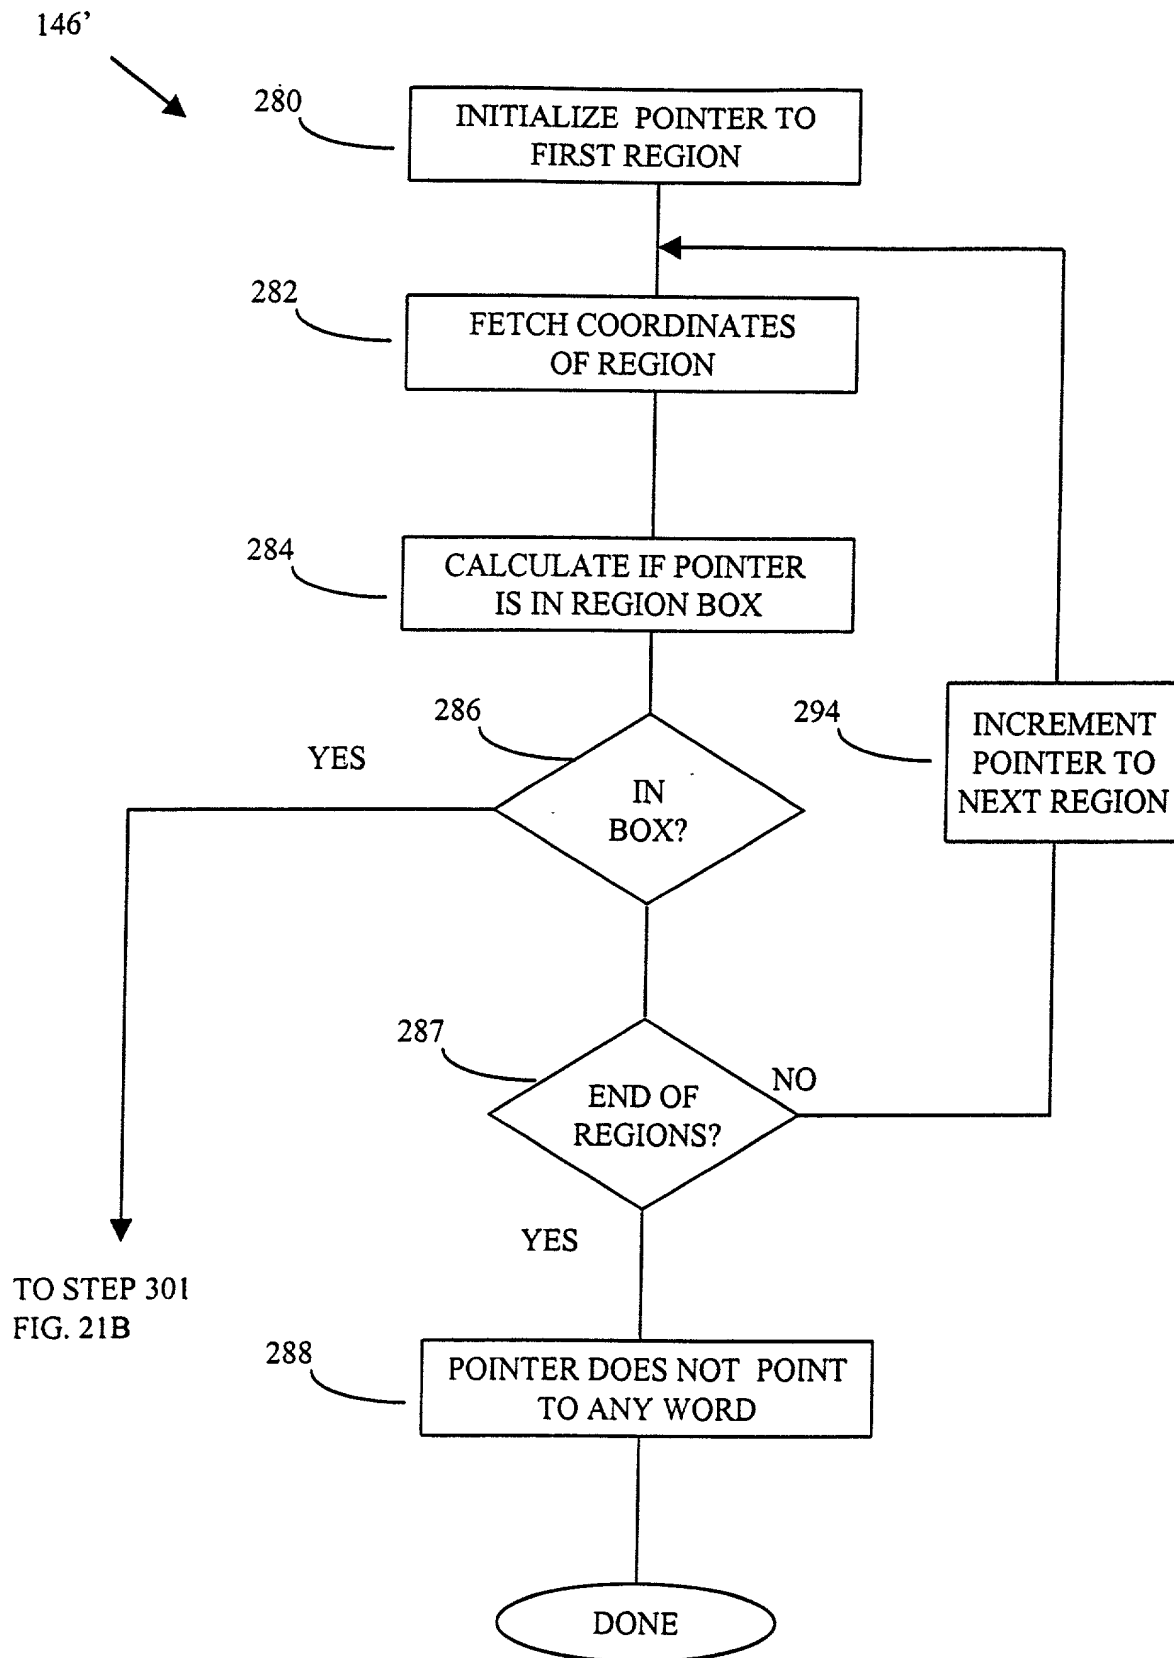 146’
280
INITIALIZE POINTER TO
FIRST REGION
282
FETCH COORDINATES
OF REGION
284
CALCULATE IF POINTER
IS IN REGION BOX
286
YES
IN
BOX?
294
INCREMENT
POINTER TO
NEXT REGION
287
END OF
REGIONS?
NO
YES
TO STEP 301
FIG. 21B
288
POINTER DOES NOT POINT
TO ANY WORD
DONE